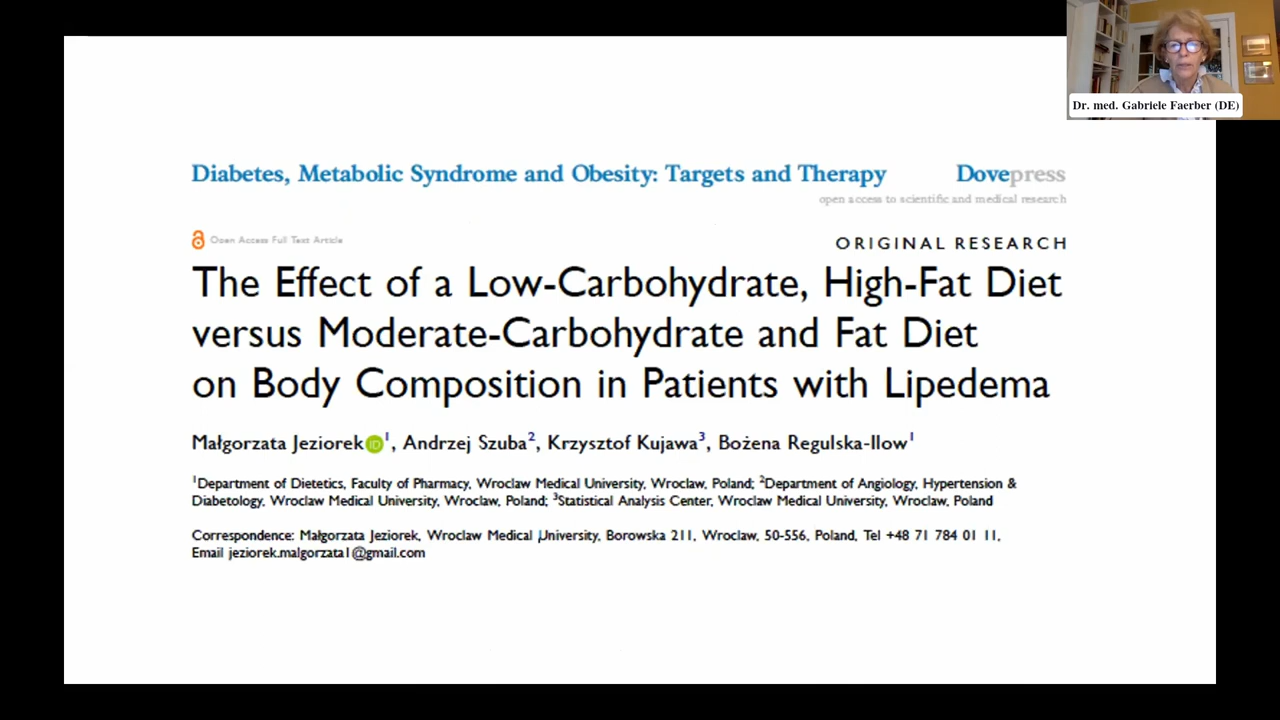 Dr. med. Gabriele Faerber (DE)
Diabetes, Metabolic Syndrome and Obesity: Targets and Therapy
Dovepress
open access to scientific and medical research
Open Access Full Text Article
ORIGINAL RESEARCH
The Effect of a Low-Carbohydrate, High-Fat Diet
versus Moderate-Carbohydrate and Fat Diet
on Body Composition in Patients with Lipedema
Małgorzata Jeziorek iD 1, Andrzej Szuba2, Krzysztof Kujawa3, Bożena Regulska-Ilow1
1Department of Dietetics, Faculty of Pharmacy, Wroclaw Medical University, Wroclaw, Poland; 2Department of Angiology, Hypertension &
Diabetology, Wroclaw Medical University, Wroclaw, Poland; 3Statistical Analysis Center, Wroclaw Medical University, Wroclaw, Poland
Correspondence: Małgorzata Jeziorek, Wroclaw Medical University, Borowska 211, Wroclaw, 50-556, Poland, Tel +48 71 784 01 11,
Email jeziorek.malgorzata1@gmail.com